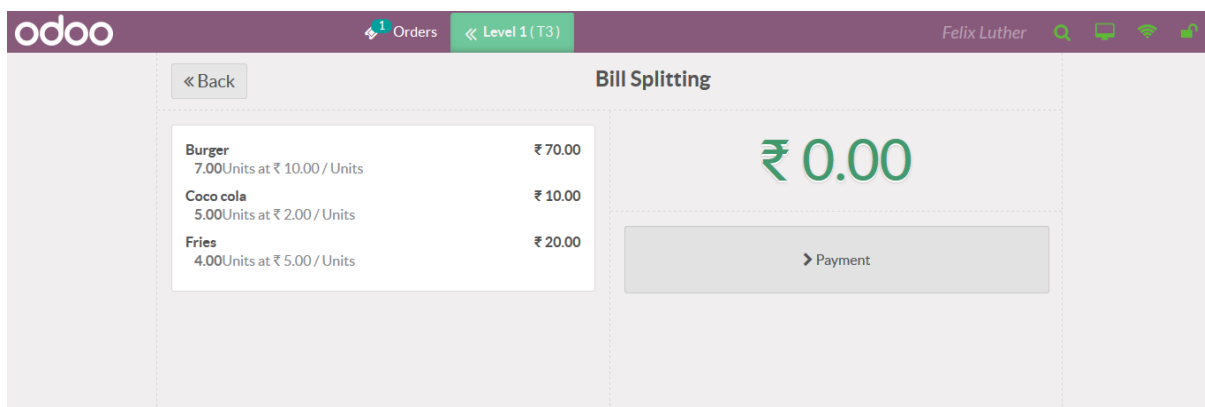 odoo 1 Orders « Level 1 ( T3 ) Felix Luther
« Back Bill Splitting
Burger ₹ 70.00
7.00Units at ₹ 10.00 / Units
Coco cola ₹ 10.00
5.00Units at ₹ 2.00 / Units
Fries ₹ 20.00
4.00Units at ₹ 5.00 / Units
₹ 0.00
Payment